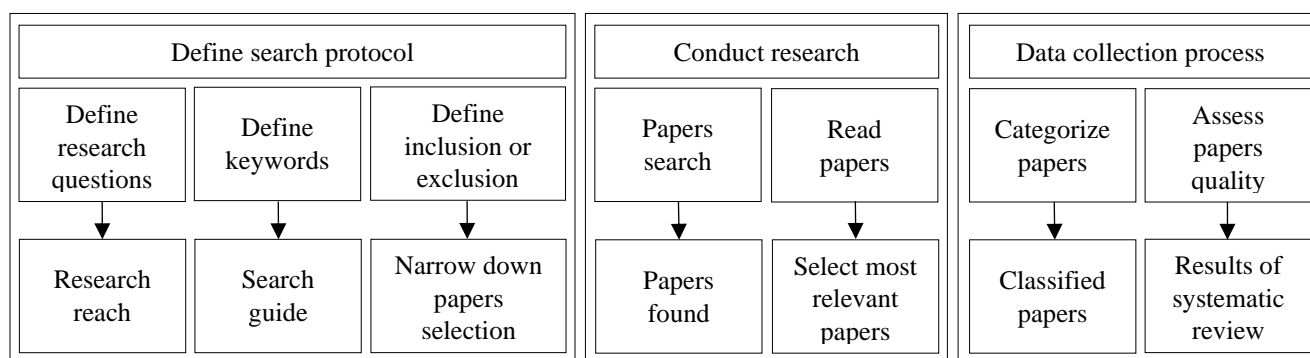 Define search protocol
Define
research
questions
Define
keywords
Define
inclusion or
exclusion
Research
reach
Search
guide
Narrow down
papers
selection
Conduct research
Papers
search
Read
papers
Papers
found
Select most
relevant
papers
Data collection process
Categorize
papers
Assess
papers
quality
Classified
papers
Results of
systematic
review